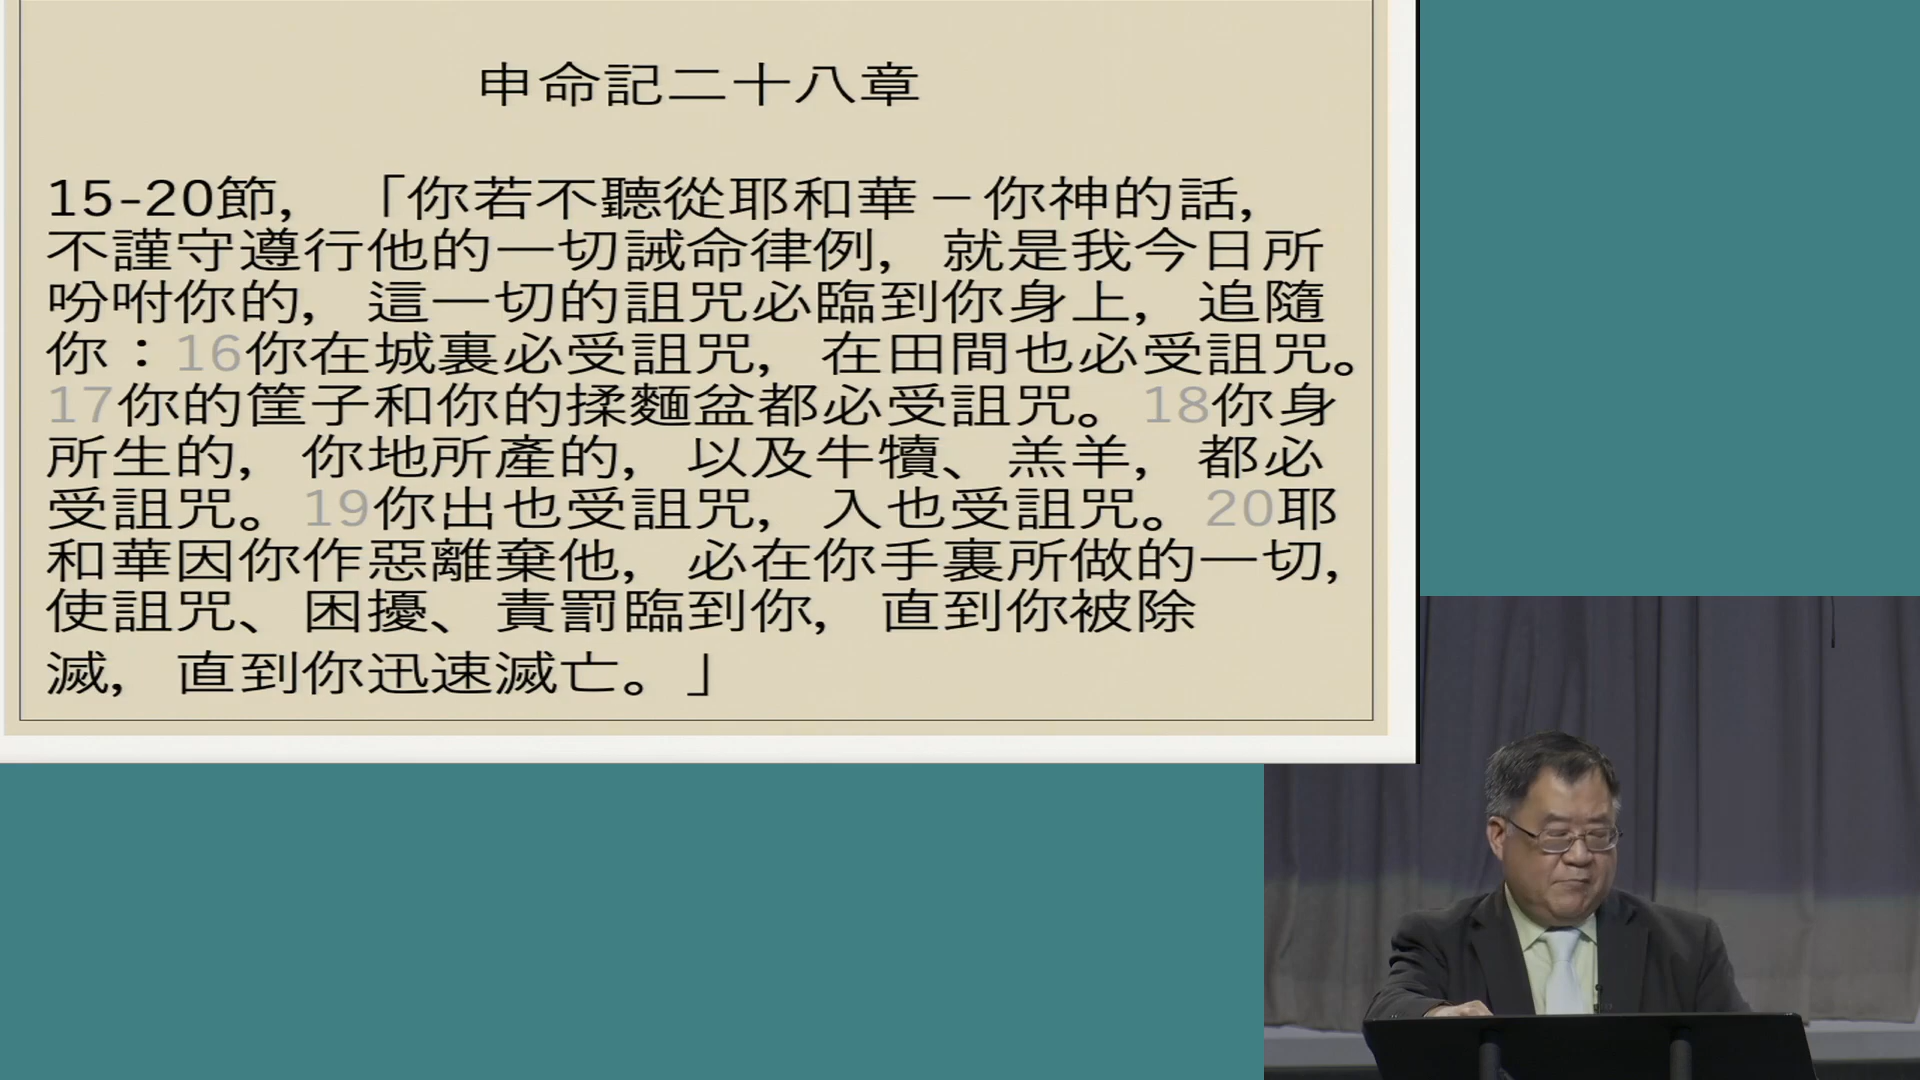 申命記二十八章
15-20節, 「你若不聽從耶和華－你神的話,
不謹守遵行他的一切誡命律例, 就是我今日所
吩咐你的, 這一切的詛咒必臨到你身上, 追隨
你：16你在城裏必受詛咒, 在田間也必受詛咒。
17你的筐子和你的揉麵盆都必受詛咒。18你身
所生的, 你地所產的, 以及牛犢、羔羊, 都必
受詛咒。19你出也受詛咒, 入也受詛咒。20耶
和華因你作惡離棄他, 必在你手裏所做的一切,
使詛咒、困擾、責罰臨到你, 直到你被除
滅, 直到你迅速滅亡。」